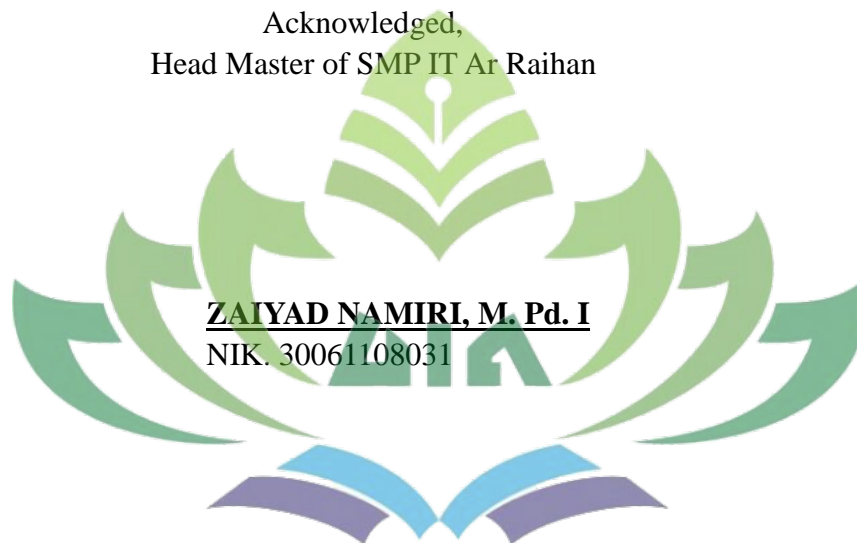 Acknowledged,
Head Master of SMP IT Ar Raihan
ZAIYAD NAMIRI, M. Pd. I
NIK. 30061108031